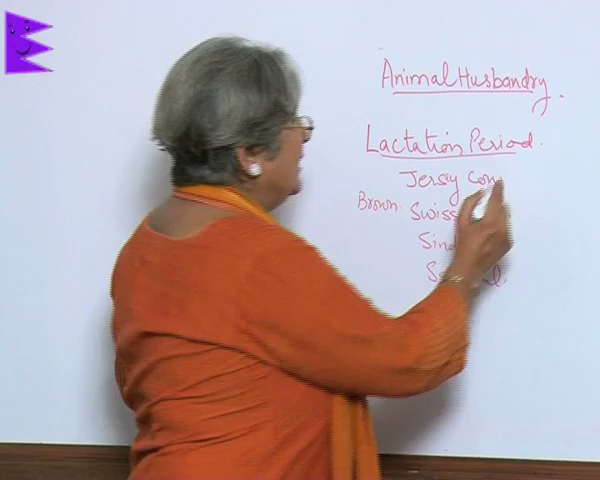 Animal Husbandry.
Lactation Period.
Jersey Cow
Brown Swiss